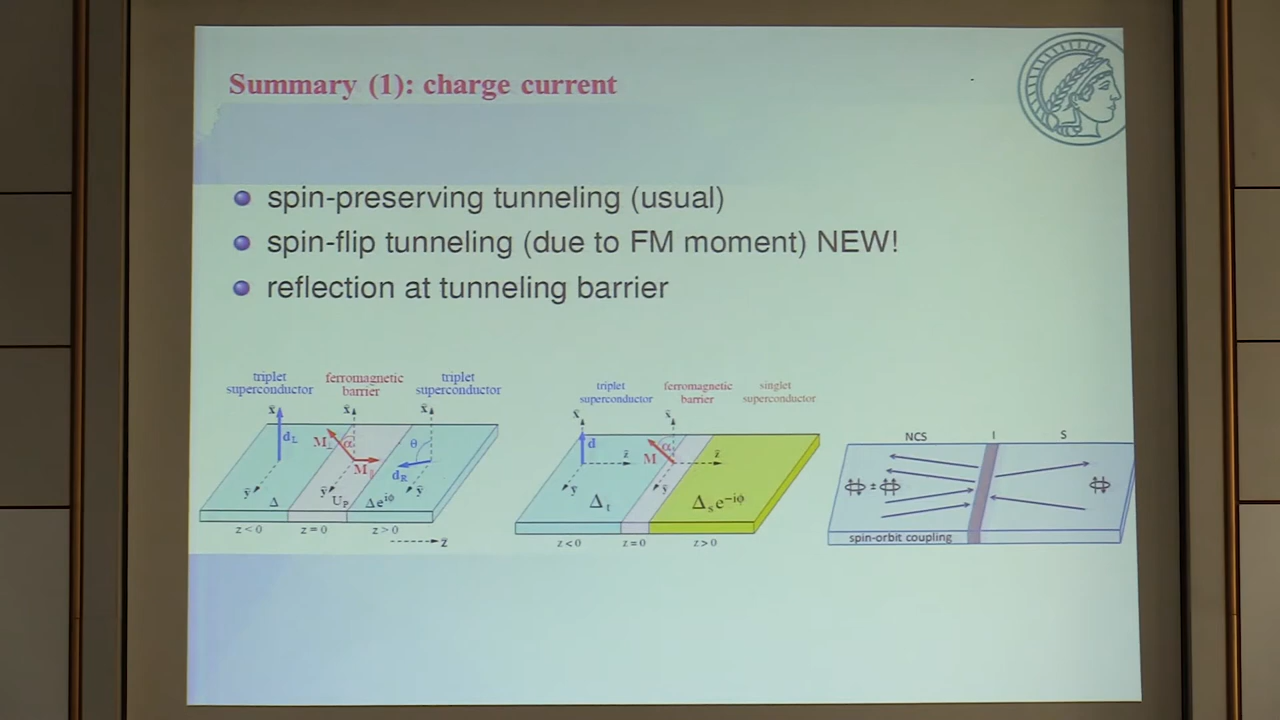 Summary (1): charge current
spin-preserving tunneling (usual)
spin-flip tunneling (due to FM moment) NEW!
reflection at tunneling barrier
triplet superconductor
ferromagnetic barrier
triplet superconductor
x̄ x̄ x̄
d_L M_⊥ α M_∥ θ d_R
ȳ ȳ ȳ
Δ U_P Δe^{iϕ}
z<0 z=0 z>0
z̄
triplet superconductor
ferromagnetic barrier
singlet superconductor
x̄ x̄
d M α
z̄ z̄
ȳ ȳ
Δ_t Δ_s e^{-iϕ}
z<0 z=0 z>0
NCS I S
±
spin-orbit coupling